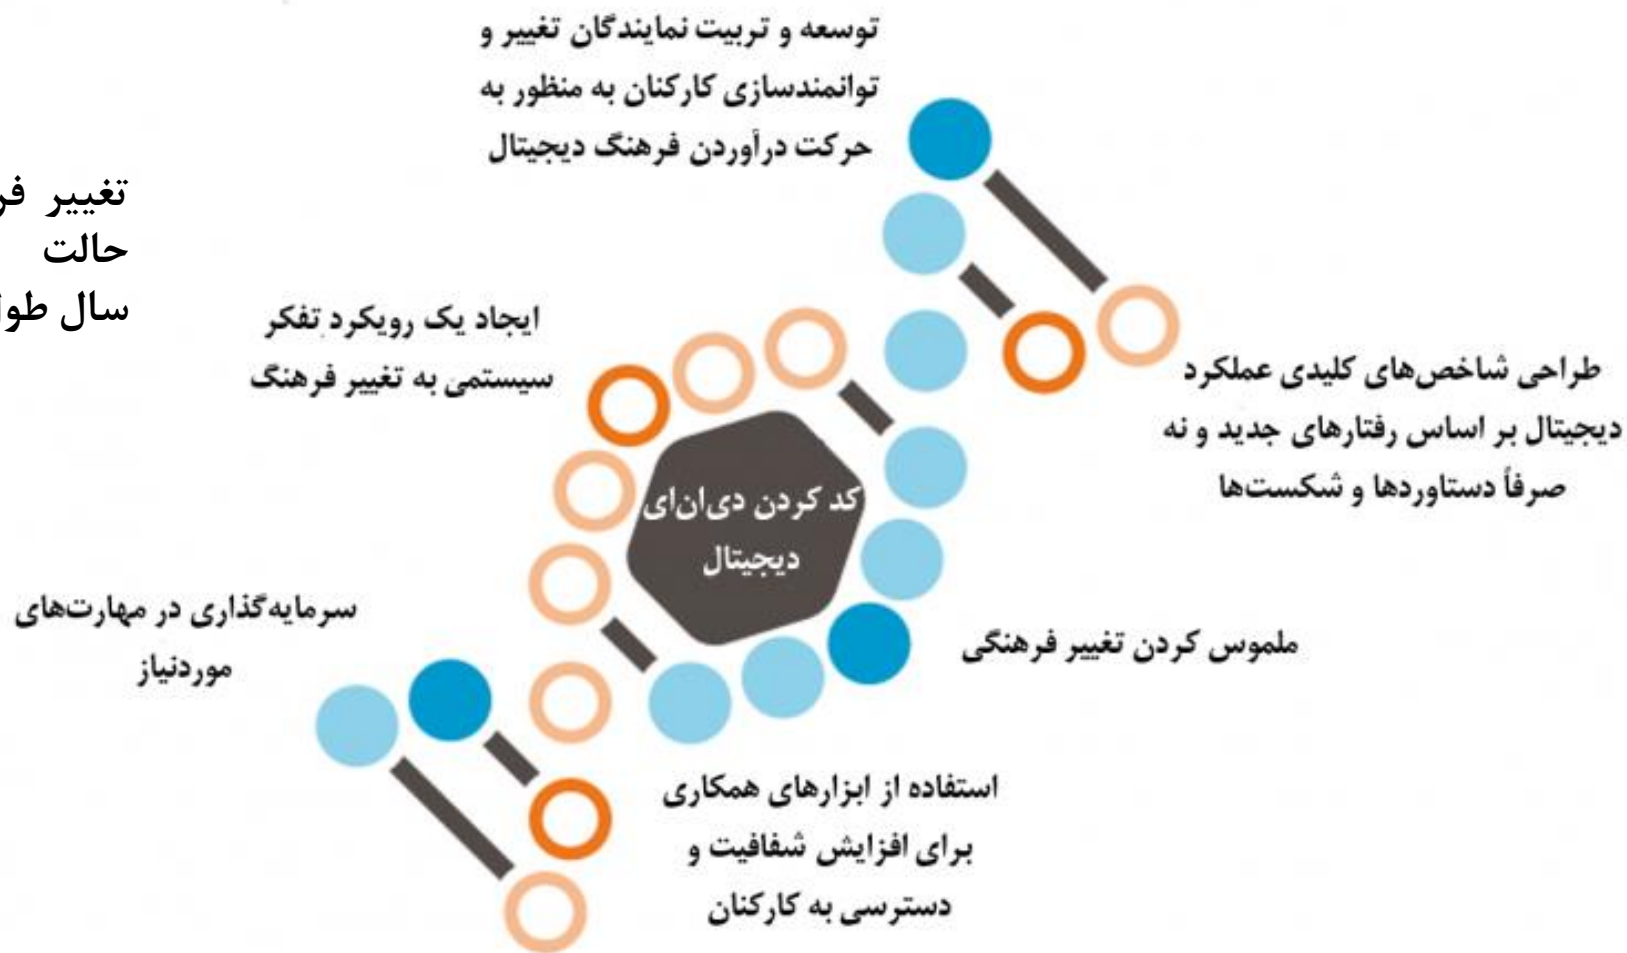 توسعه و تربیت نمایندگان تغییر و
توانمندسازی کارکنان به منظور به
حرکت درآوردن فرهنگ دیجیتال
تغییر
حالت
سال
ایجاد یک رویکرد تفکر
سیستمی به تغییر فرهنگ
طراحی شاخص‌های کلیدی عملکرد
دیجیتال بر اساس رفتارهای جدید و نه
صرفاً دستاوردها و شکست‌ها
کد کردن دی‌ان‌ای
دیجیتال
سرمایه‌گذاری در مهارت‌های
موردنیاز
ملموس کردن تغییر فرهنگی
استفاده از ابزارهای همکاری
برای افزایش شفافیت و
دسترسی به کارکنان